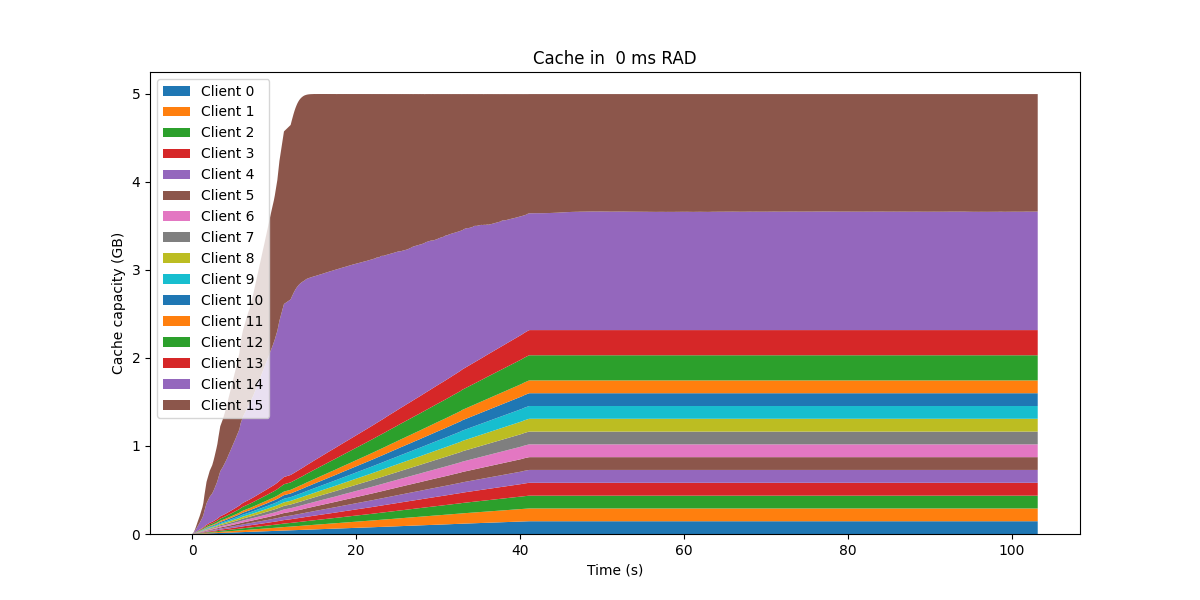 Cache in  0 ms RAD
Cache capacity (GB)
5
4
3
2
1
0
Client 0
Client 1
Client 2
Client 3
Client 4
Client 5
Client 6
Client 7
Client 8
Client 9
Client 10
Client 11
Client 12
Client 13
Client 14
Client 15
0
20
40
60
80
100
Time (s)